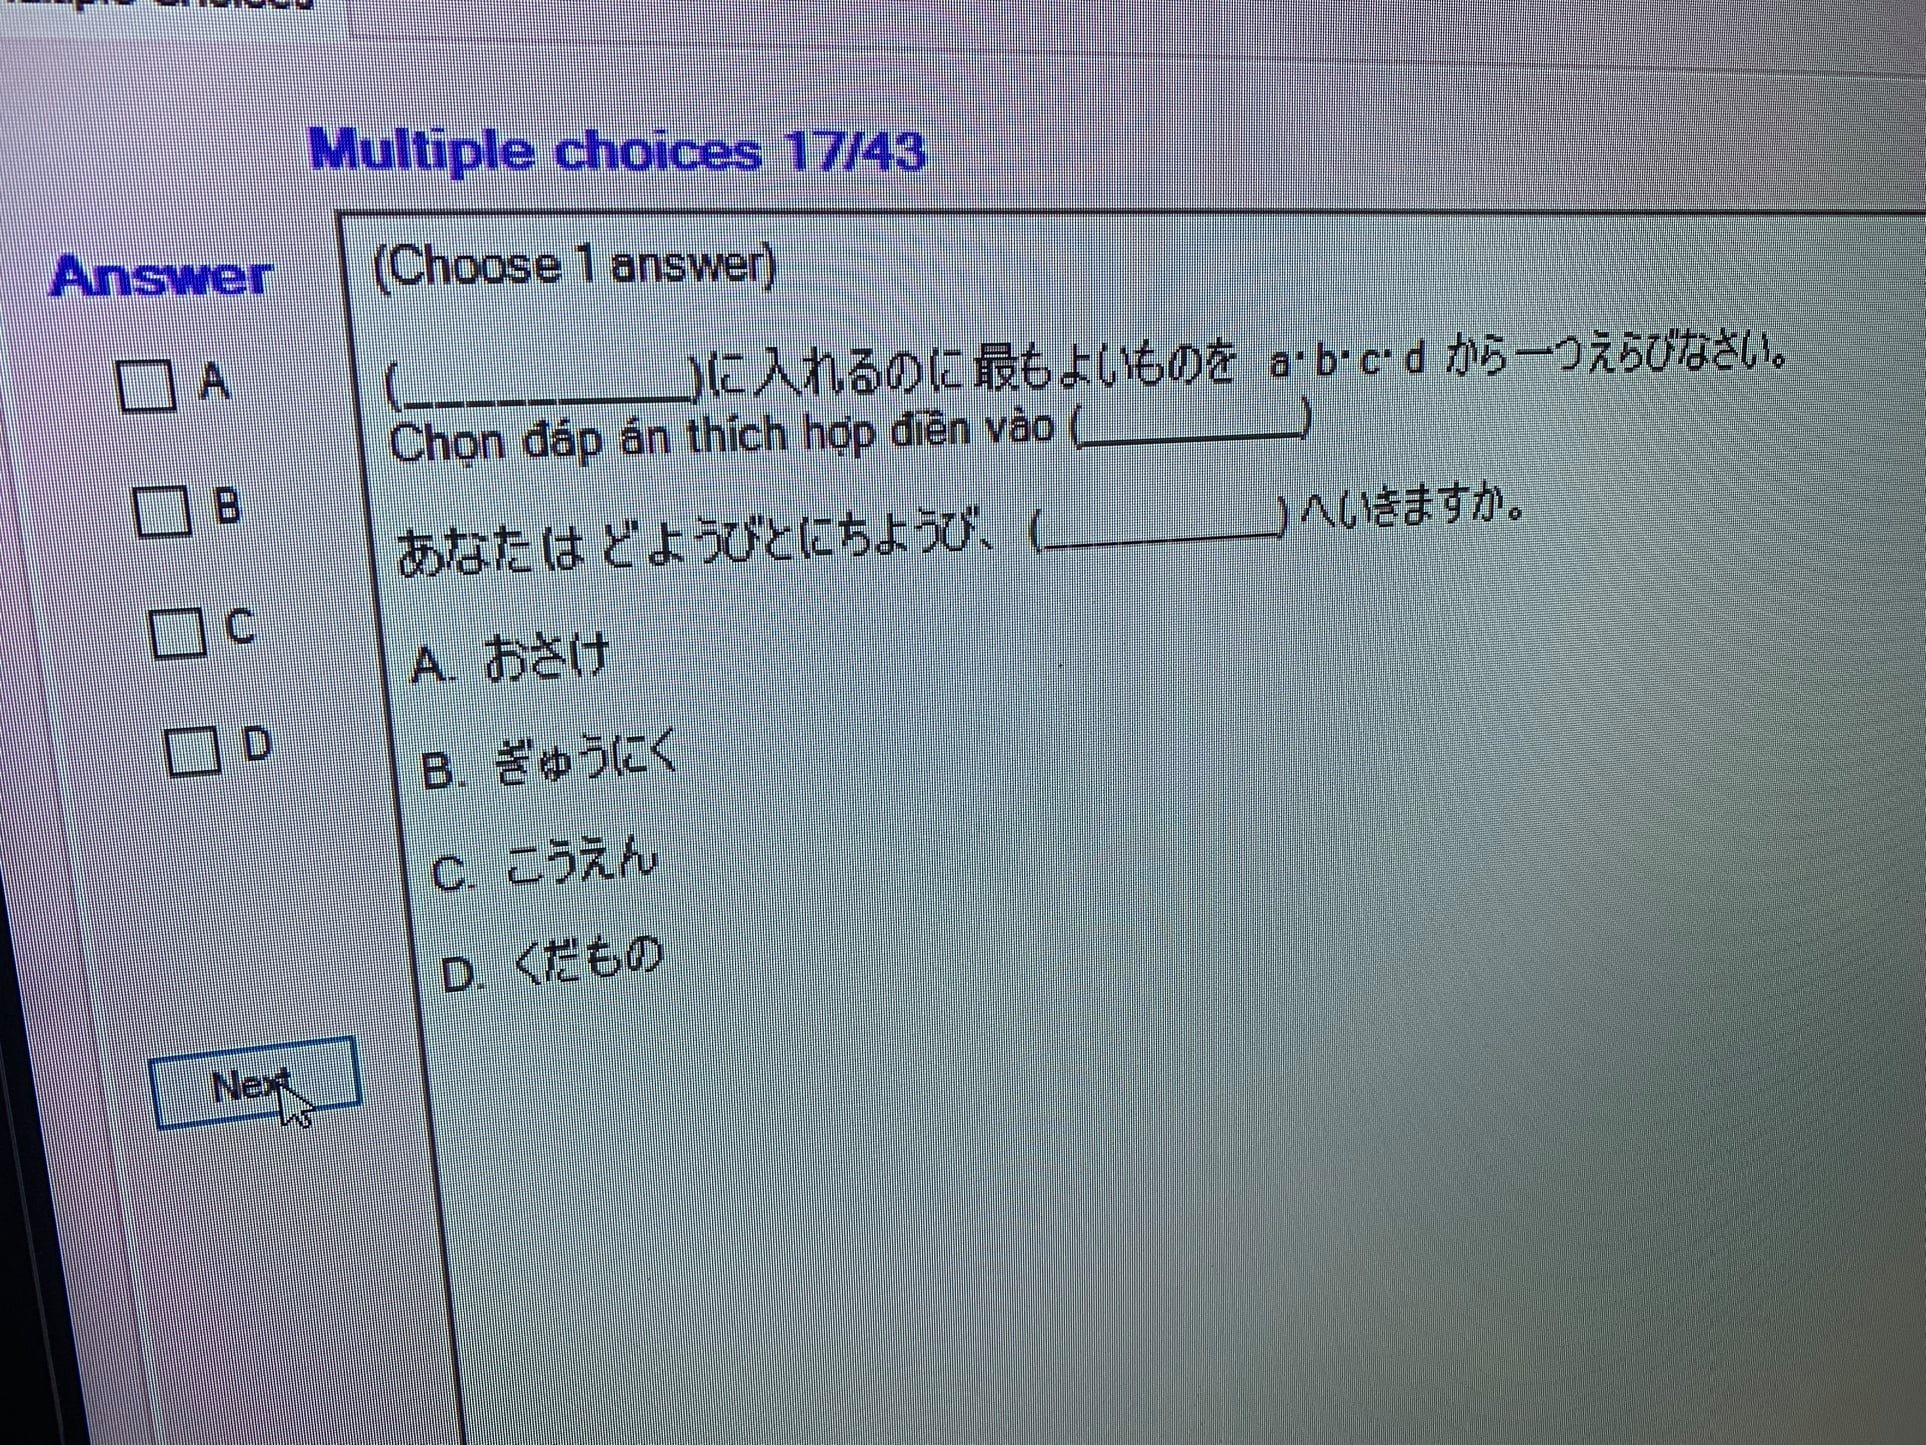 Multiple choices 17/43
Answer
(Choose 1 answer)
(_________)に入れるのに最もよいものを a・b・c・d から一つえらびなさい。
Chọn đáp án thích hợp điền vào (________)
あなたは どようびとにちようび、(________)へいきますか。
A
B
C
D
A. おさけ
B. ぎゅうにく
C. こうえん
D. くだもの
Next